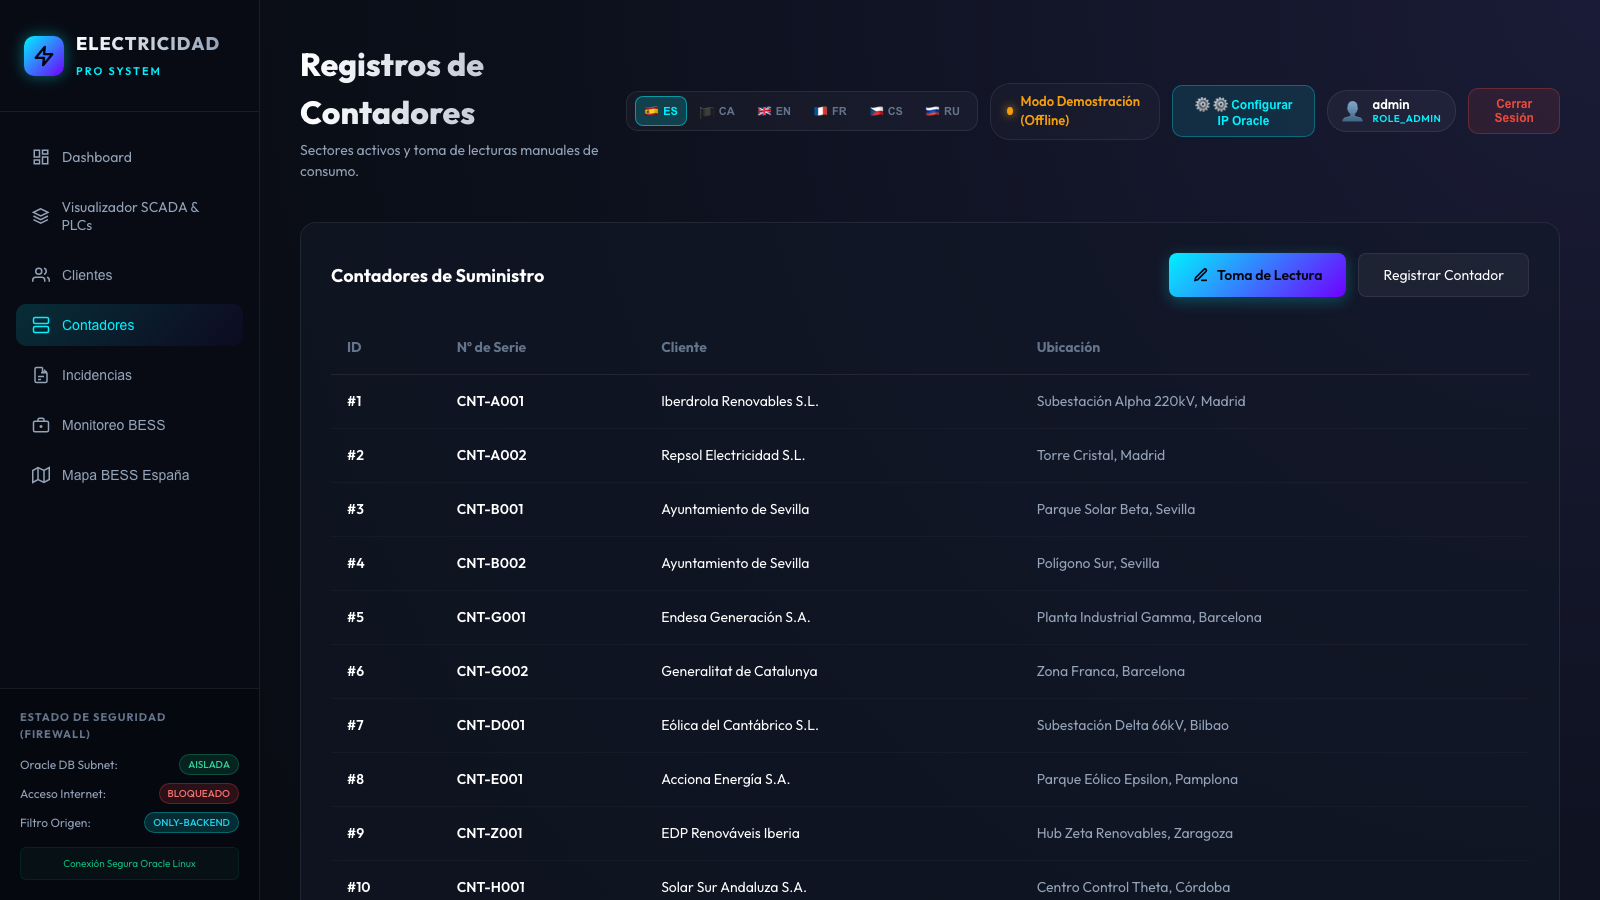 ELECTRICIDAD
PRO SYSTEM
Dashboard
Visualizador SCADA &
PLCs
Clientes
Contadores
Incidencias
Monitoreo BESS
Mapa BESS España
ESTADO DE SEGURIDAD
(FIREWALL)
Oracle DB Subnet: AISLADA
Acceso Internet: BLOQUEADO
Filtro Origen: ONLY-BACKEND
Conexión Segura Oracle Linux
Registros de
Contadores
Sectores activos y toma de lecturas manuales de
consumo.
ES CA EN FR CS RU
Modo Demostración
(Offline)
Configurar
IP Oracle
admin
ROLE_ADMIN
Cerrar
Sesión
Contadores de Suministro
Toma de Lectura
Registrar Contador
ID Nº de Serie Cliente Ubicación
#1 CNT-A001 Iberdrola Renovables S.L. Subestación Alpha 220kV, Madrid
#2 CNT-A002 Repsol Electricidad S.L. Torre Cristal, Madrid
#3 CNT-B001 Ayuntamiento de Sevilla Parque Solar Beta, Sevilla
#4 CNT-B002 Ayuntamiento de Sevilla Polígono Sur, Sevilla
#5 CNT-G001 Endesa Generación S.A. Planta Industrial Gamma, Barcelona
#6 CNT-G002 Generalitat de Catalunya Zona Franca, Barcelona
#7 CNT-D001 Eólica del Cantábrico S.L. Subestación Delta 66kV, Bilbao
#8 CNT-E001 Acciona Energía S.A. Parque Eólico Epsilon, Pamplona
#9 CNT-Z001 EDP Renováveis Iberia Hub Zeta Renovables, Zaragoza
#10 CNT-H001 Solar Sur Andaluza S.A. Centro Control Theta, Córdoba